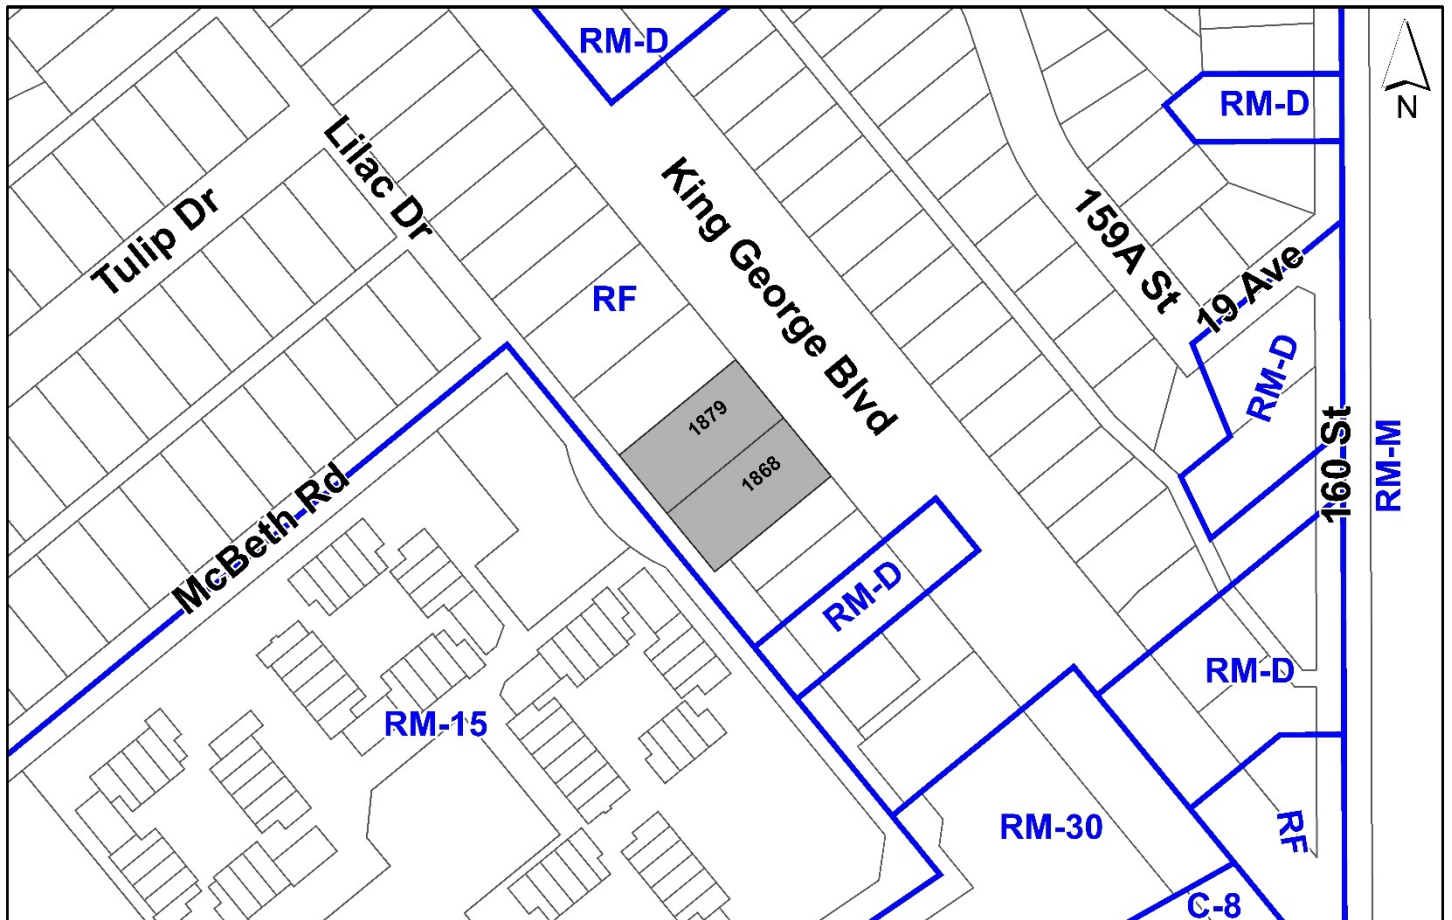 RM-D
RM-D
N
Lilac Dr
Tulip Dr
King George Blvd
159A St
19 Ave
RF
RM-D
1879
1868
160 St
RM-M
McBeth Rd
RM-D
RM-D
RM-15
RM-30
RF
C-8